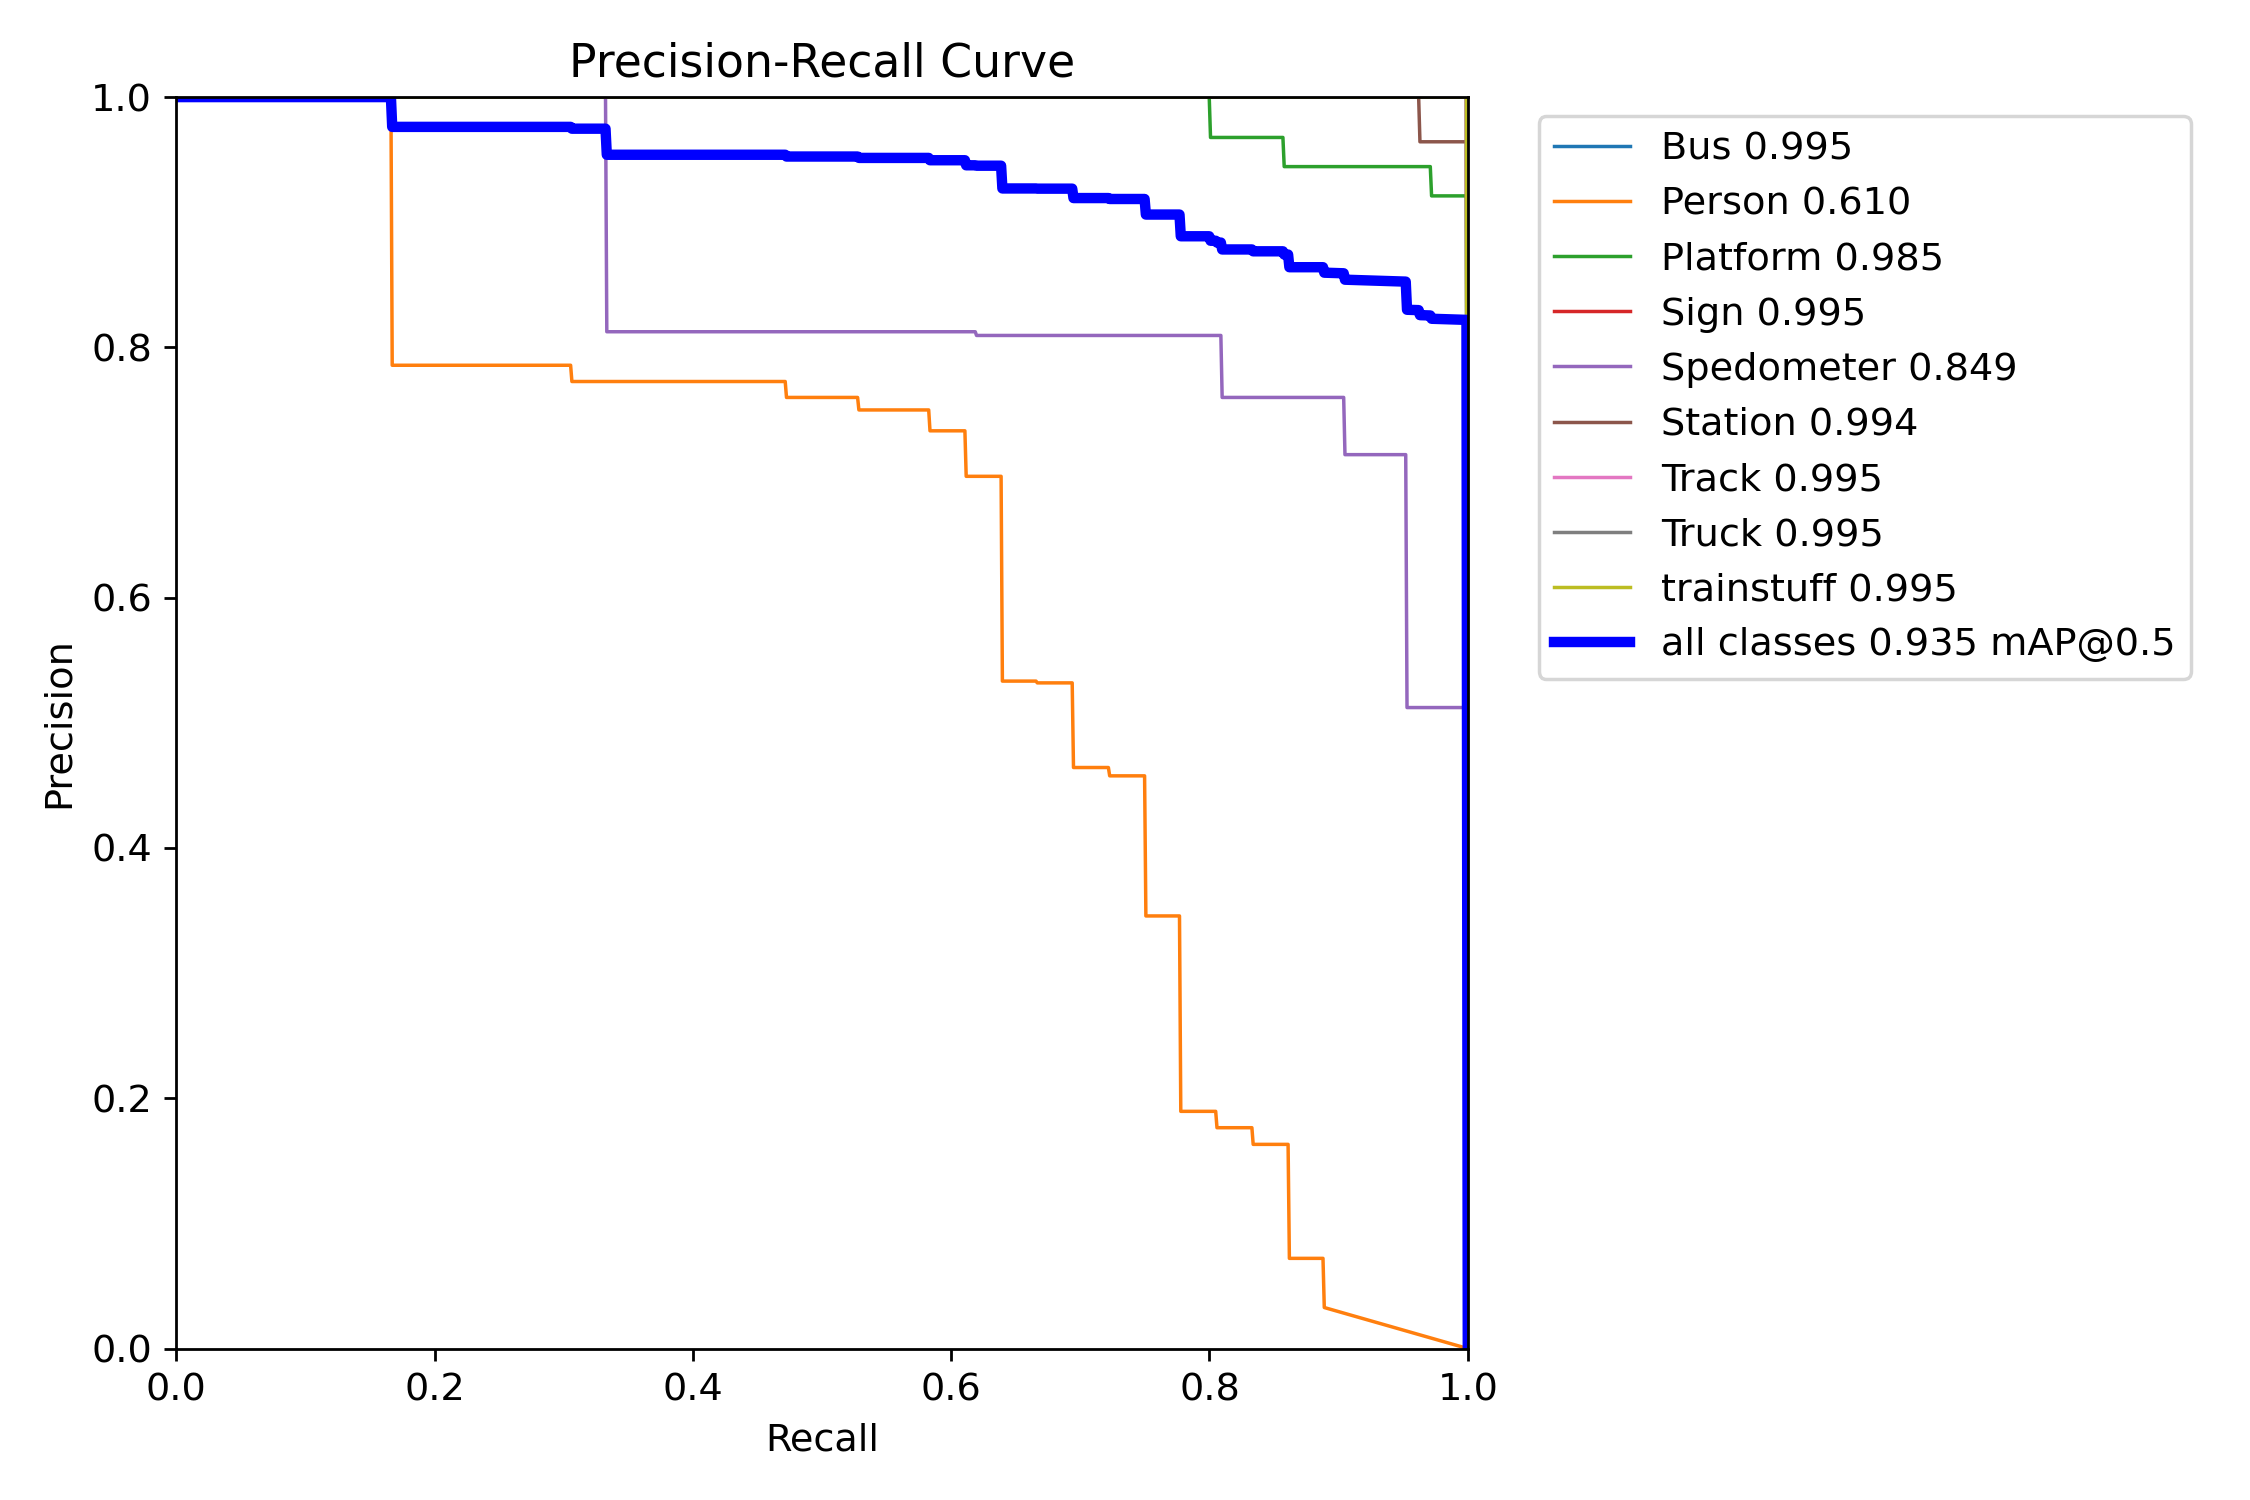 Precision-Recall Curve
1.0
0.8
0.6
0.4
0.2
0.0
Precision
0.0 0.2 0.4 0.6 0.8 1.0
Recall
Bus 0.995
Person 0.610
Platform 0.985
Sign 0.995
Spedometer 0.849
Station 0.994
Track 0.995
Truck 0.995
trainstuff 0.995
all classes 0.935 mAP@0.5